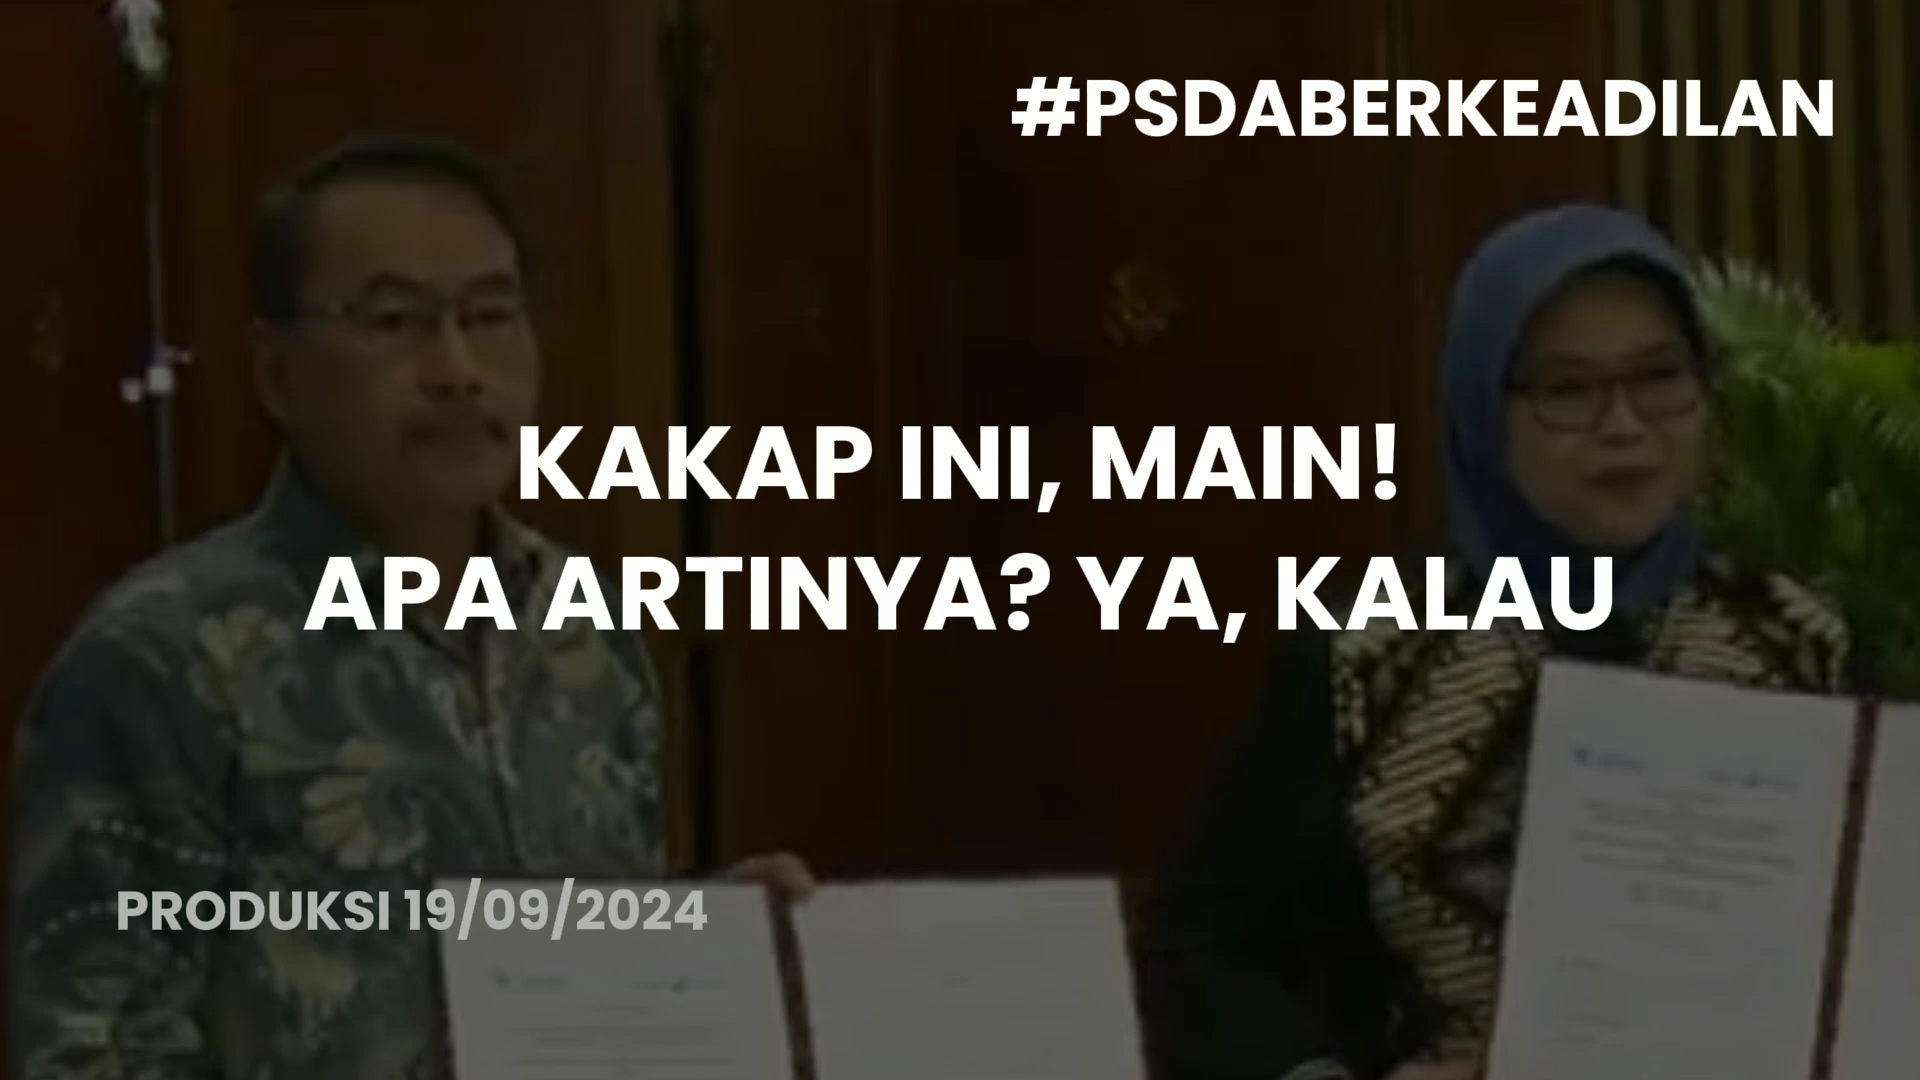 #PSDABERKEADILAN
KAKAP INI, MAIN!
APA ARTINYA? YA, KALAU
PRODUKSI 19/09/2024